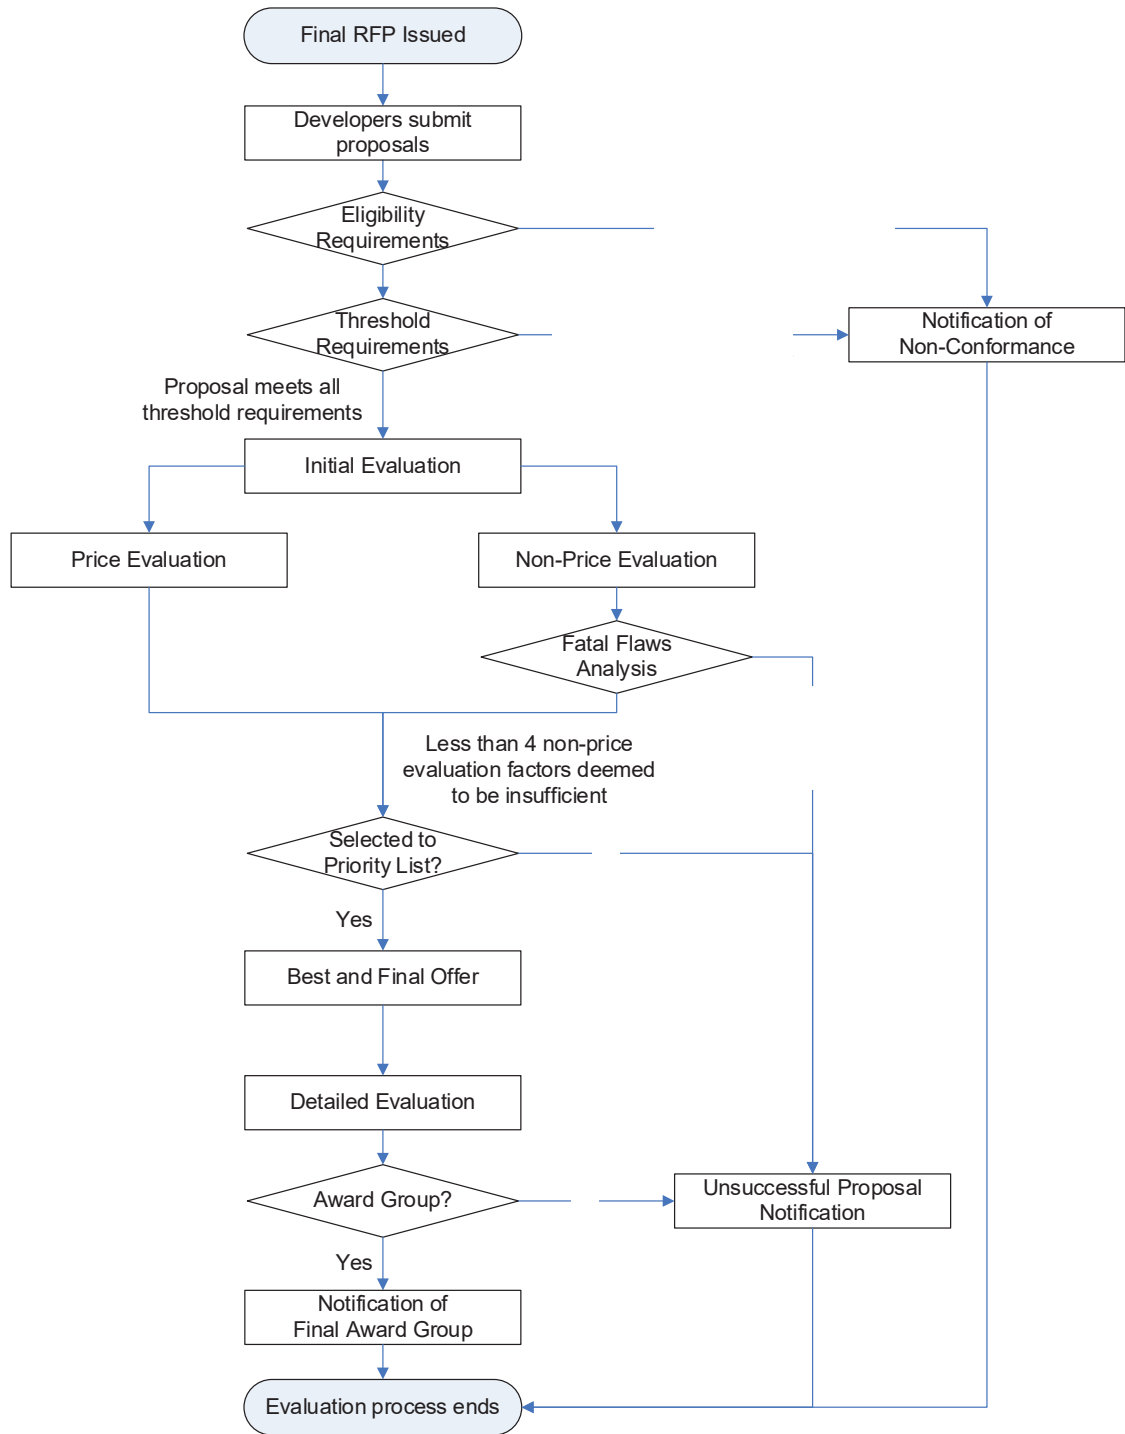 Final RFP Issued
Developers submit
proposals
Eligibility
Requirements
Threshold
Requirements
Notification of
Non-Conformance
Proposal meets all
threshold requirements
Initial Evaluation
Price Evaluation
Non-Price Evaluation
Fatal Flaws
Analysis
Less than 4 non-price
evaluation factors deemed
to be insufficient
Selected to
Priority List?
Yes
Best and Final Offer
Detailed Evaluation
Award Group?
Unsuccessful Proposal
Notification
Yes
Notification of
Final Award Group
Evaluation process ends